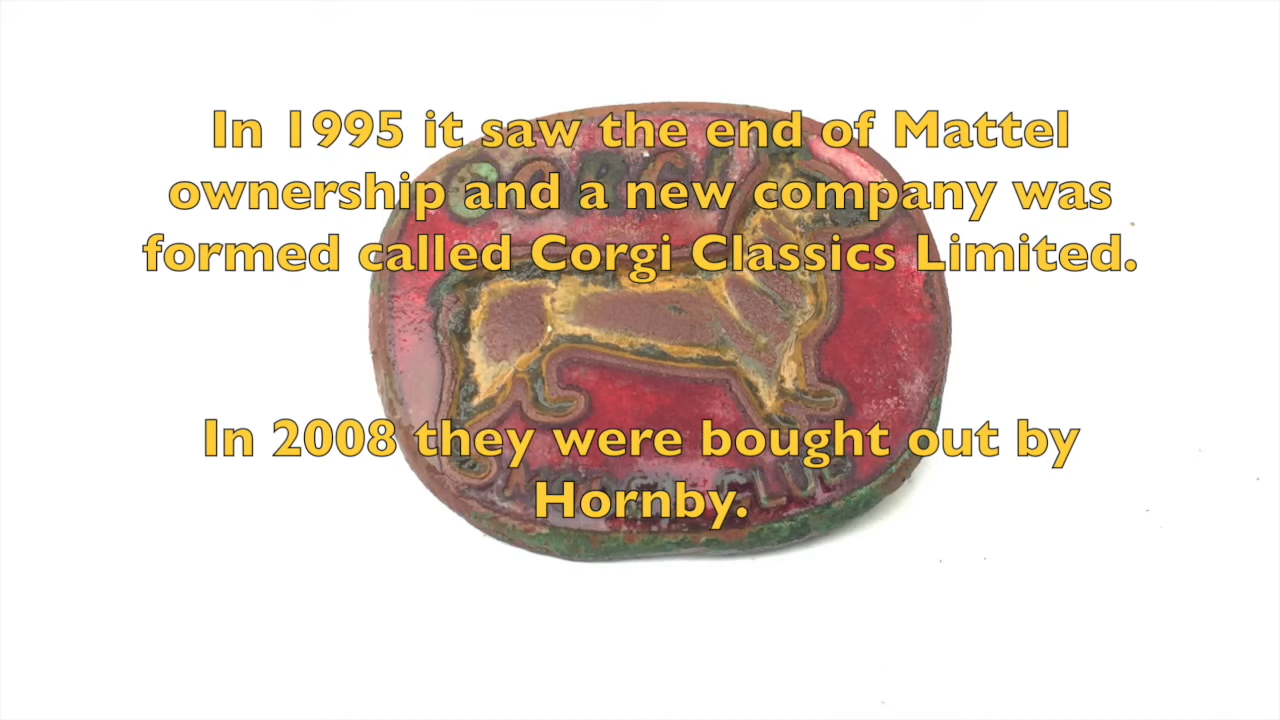 In 1995 it saw the end of Mattel
ownership and a new company was
formed called Corgi Classics Limited.
In 2008 they were bought out by
Hornby.